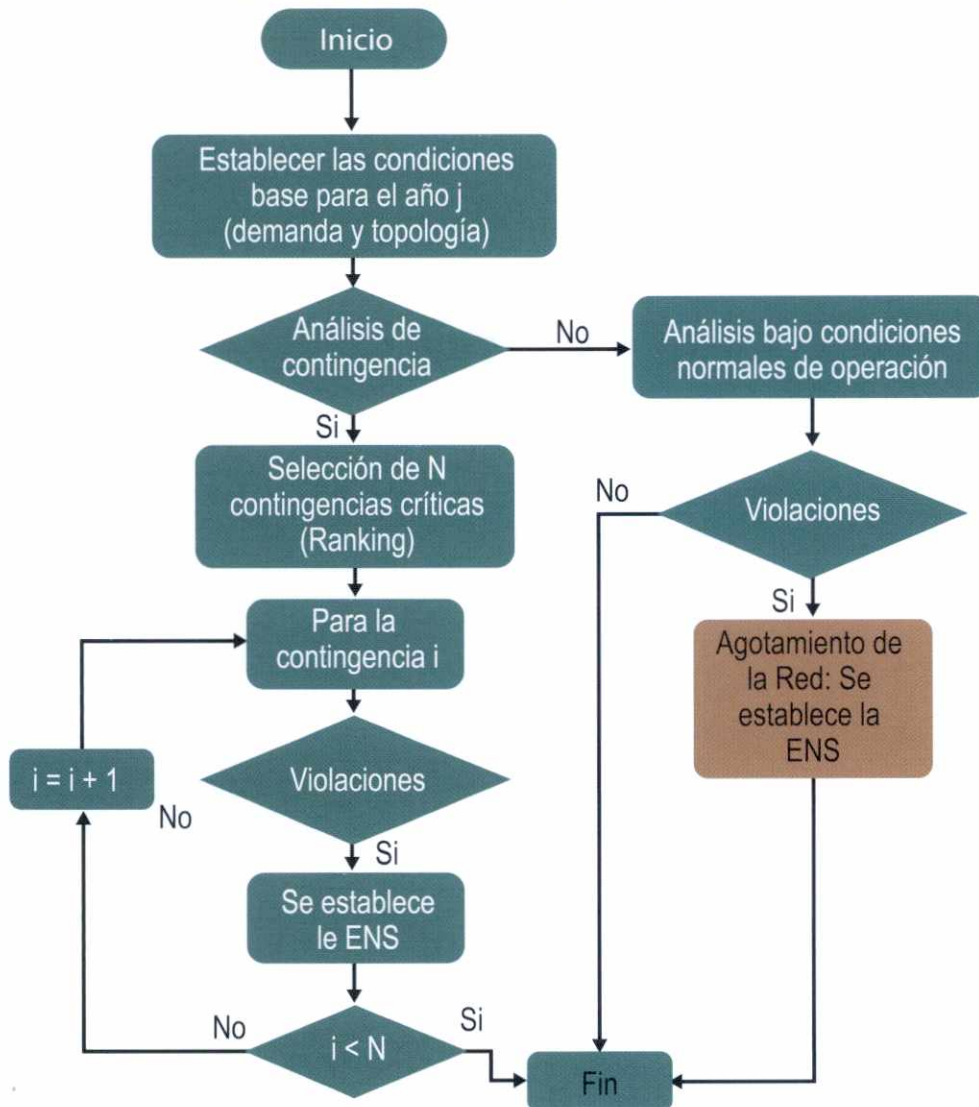 Inicio
Establecer las condiciones
base para el año j
(demanda y topología)
Análisis de
contingencia
No
Análisis bajo condiciones
normales de operación
Si
Selección de N
contingencias críticas
(Ranking)
No
Violaciones
Si
Para la
contingencia i
Agotamiento de
la Red: Se
establece la
ENS
i = i + 1
No
Violaciones
Si
Se establece
le ENS
No
i < N
Si
Fin